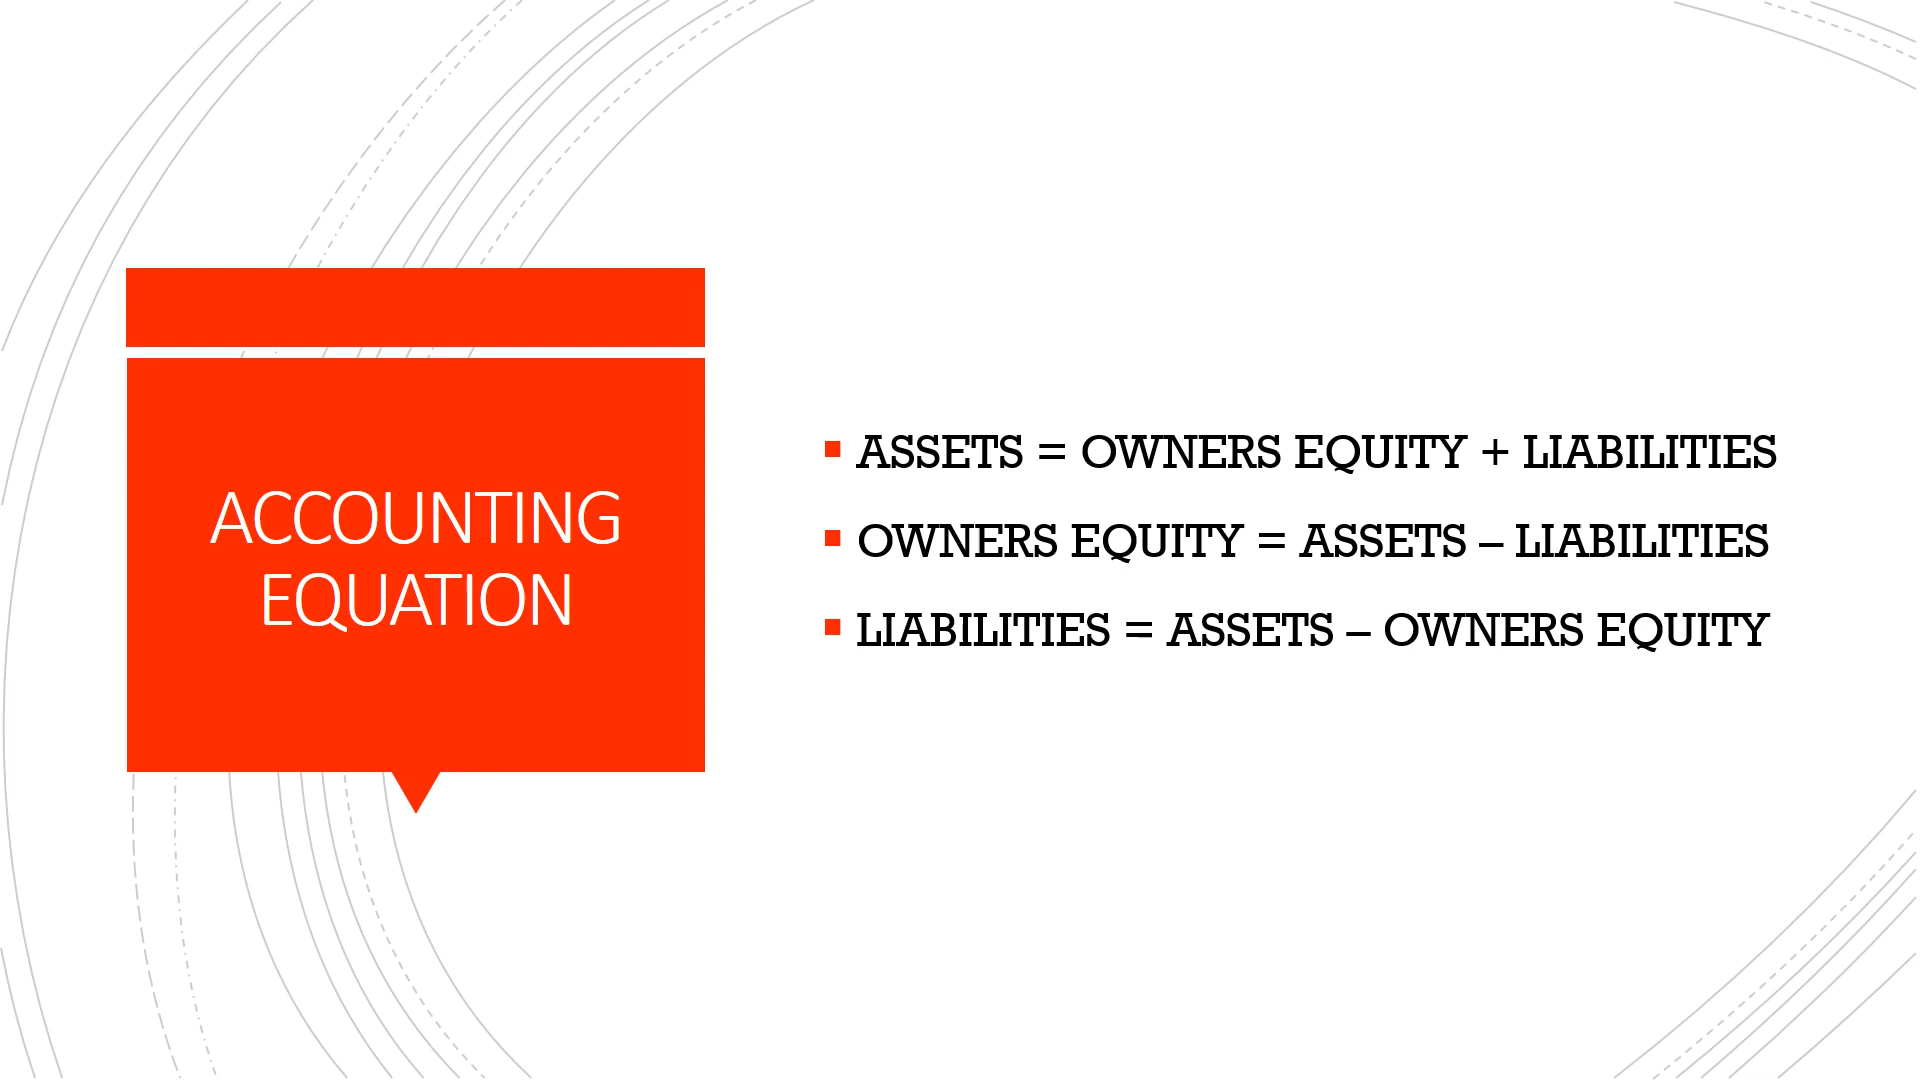 ACCOUNTING
EQUATION
ASSETS = OWNERS EQUITY + LIABILITIES
OWNERS EQUITY = ASSETS – LIABILITIES
LIABILITIES = ASSETS – OWNERS EQUITY